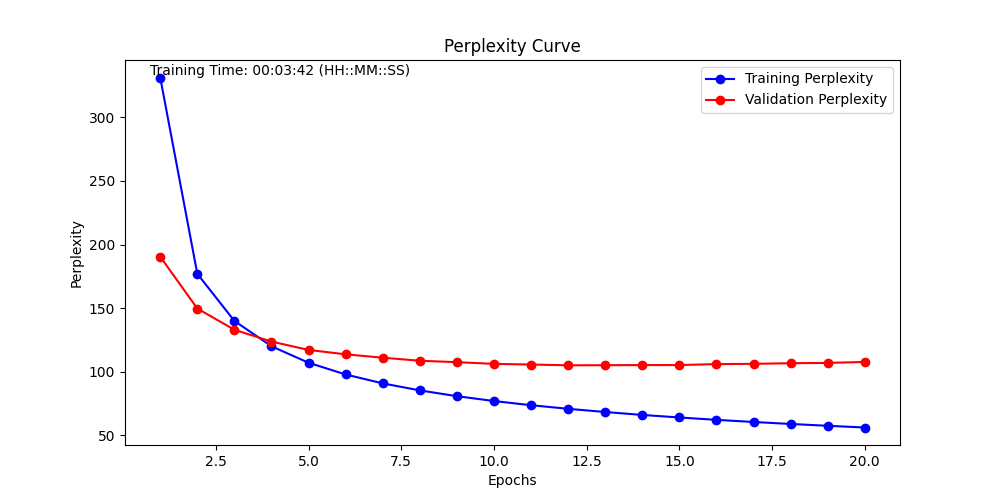 Perplexity Curve
Training Time: 00:03:42 (HH::MM::SS)
Training Perplexity
Validation Perplexity
Perplexity
300
250
200
150
100
50
2.5 5.0 7.5 10.0 12.5 15.0 17.5 20.0
Epochs